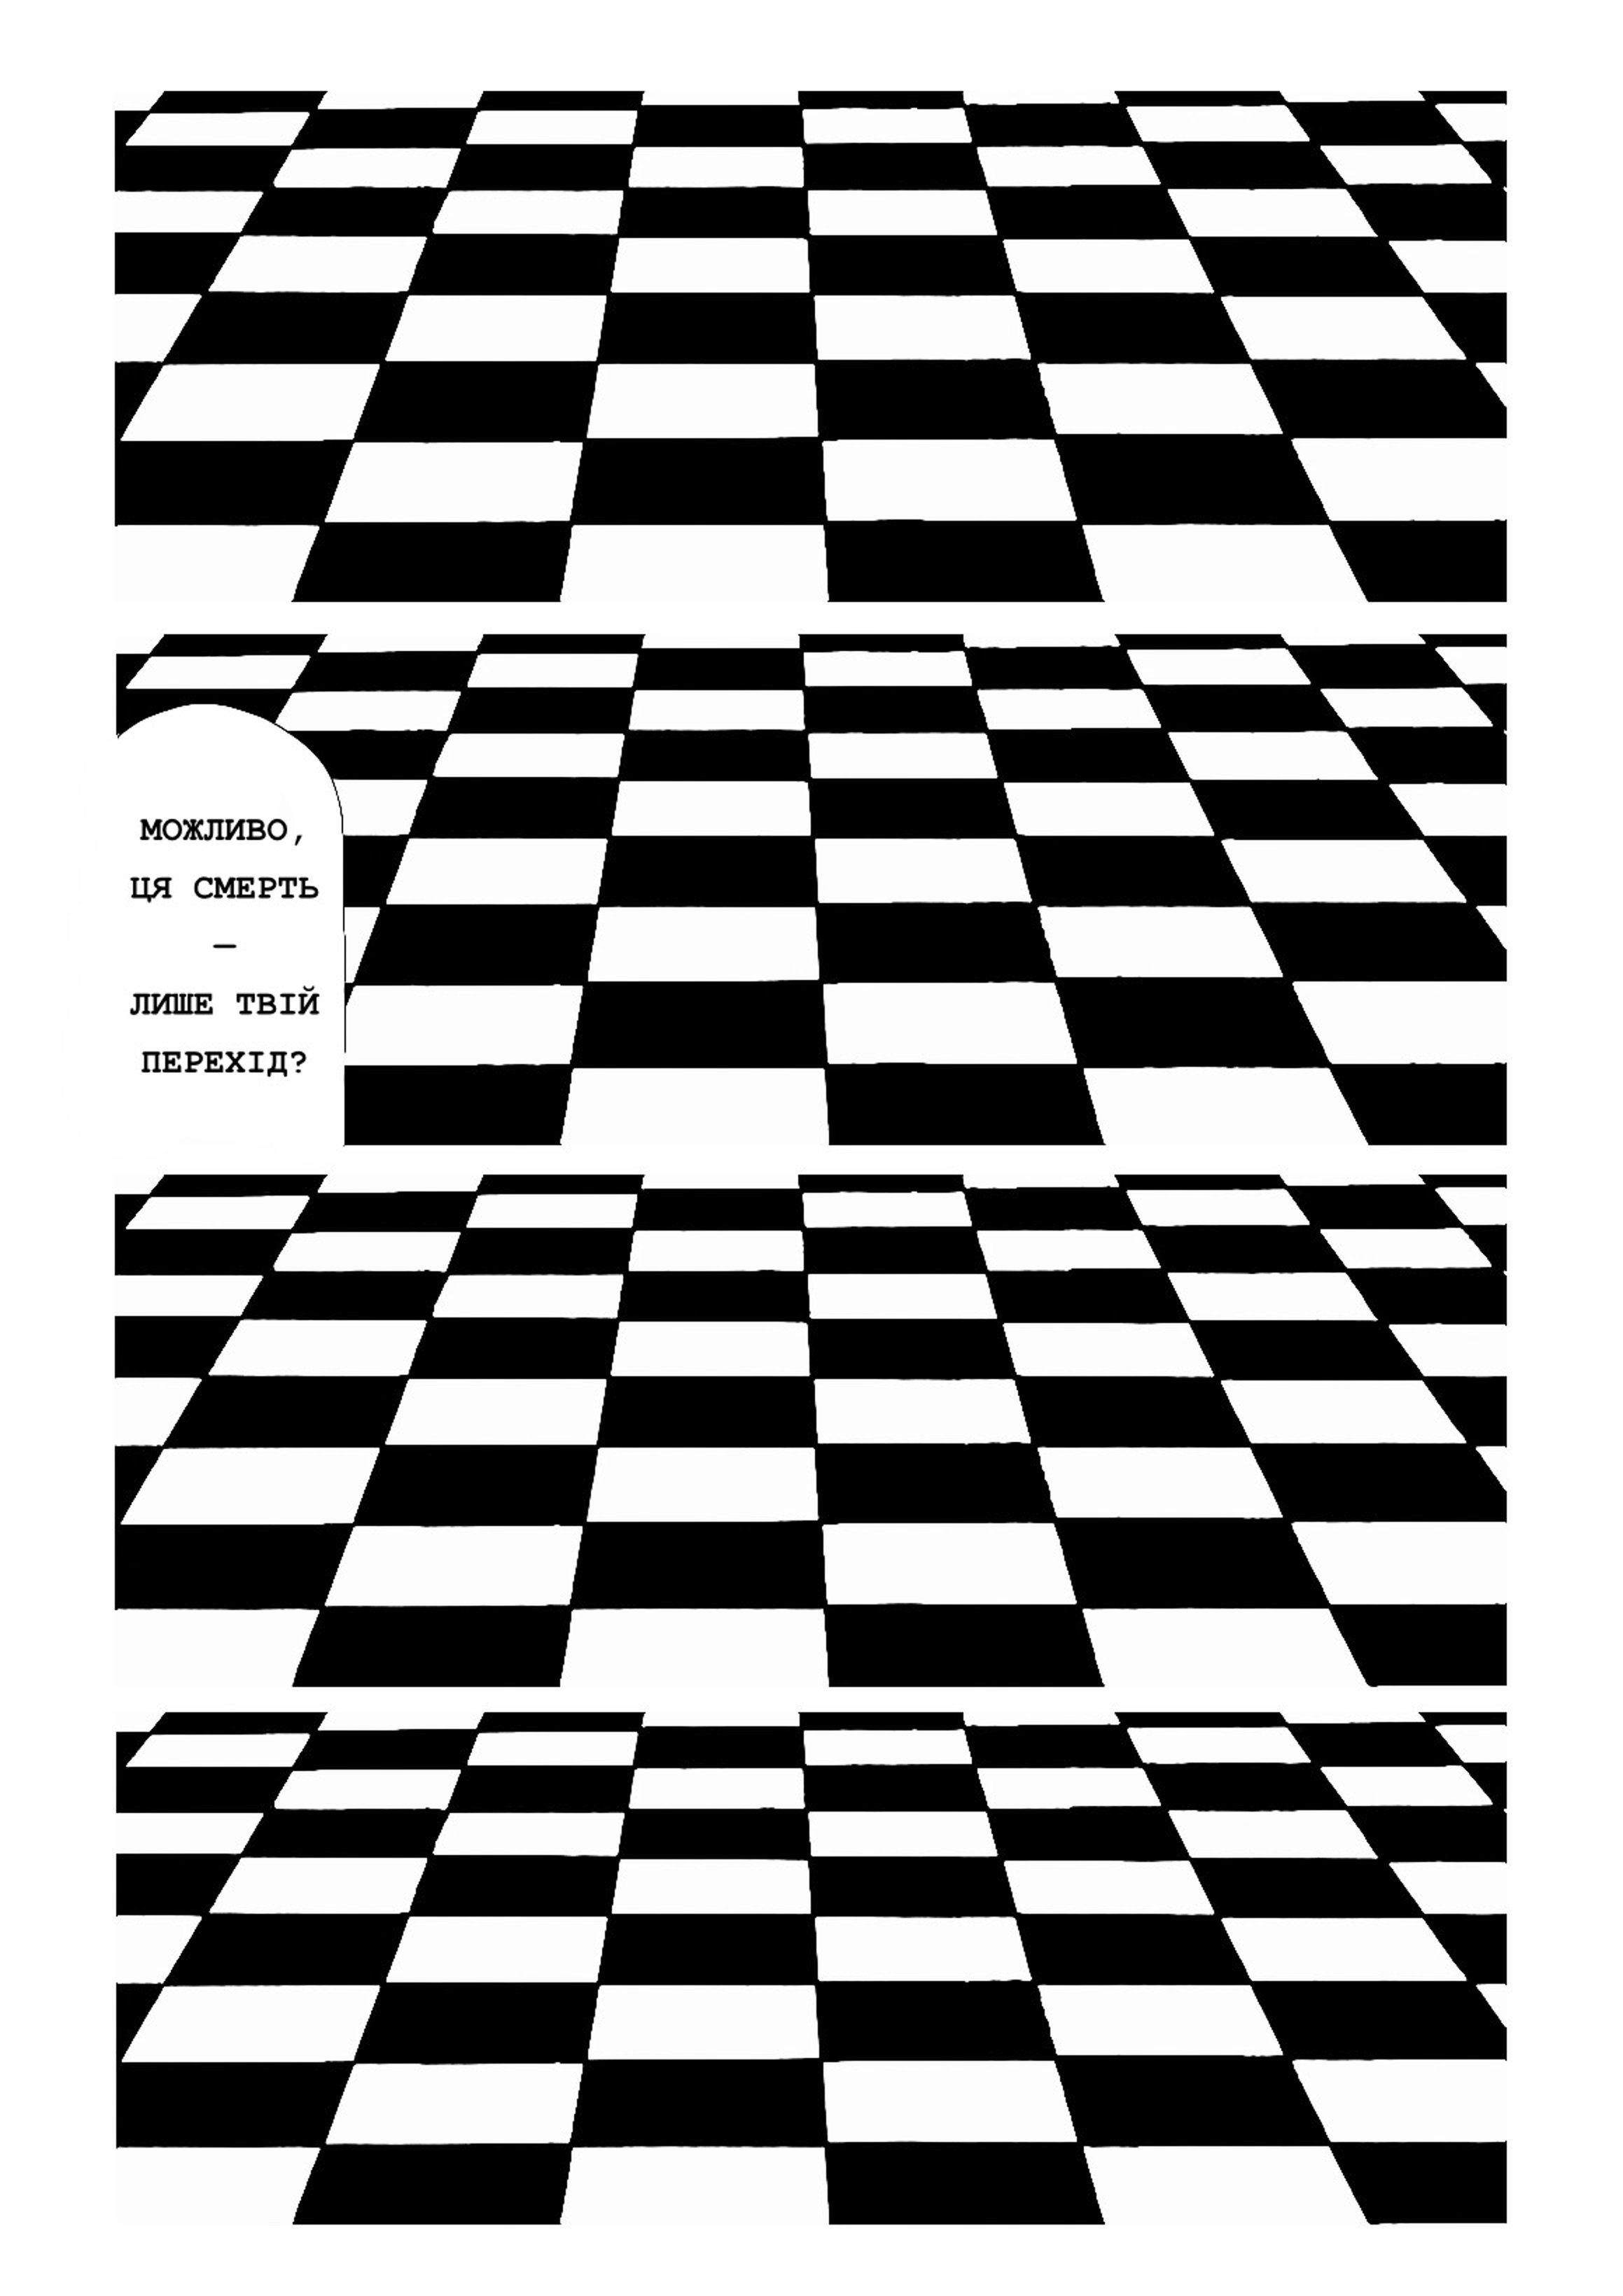 МОЖЛИВО,
ЦЯ СМЕРТЬ
—
ЛИШЕ ТВІЙ
ПЕРЕХІД?